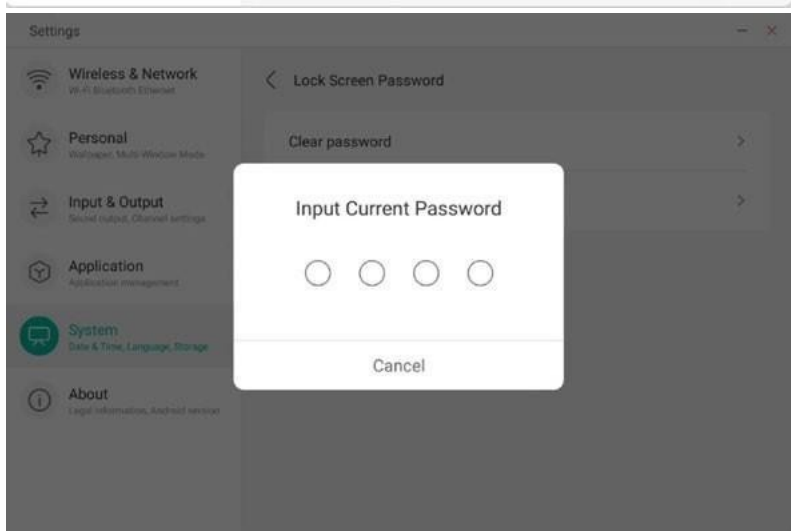 Settings
Wireless & Network
Wi-Fi Bluetooth Ethernet
Lock Screen Password
Personal
Wallpaper, Multi-Window Mode
Clear password
Input & Output
Sound output, Channel settings
Input Current Password
Application
Application management
System
Date & Time, Language, Storage
Cancel
About
Legal information, Android version